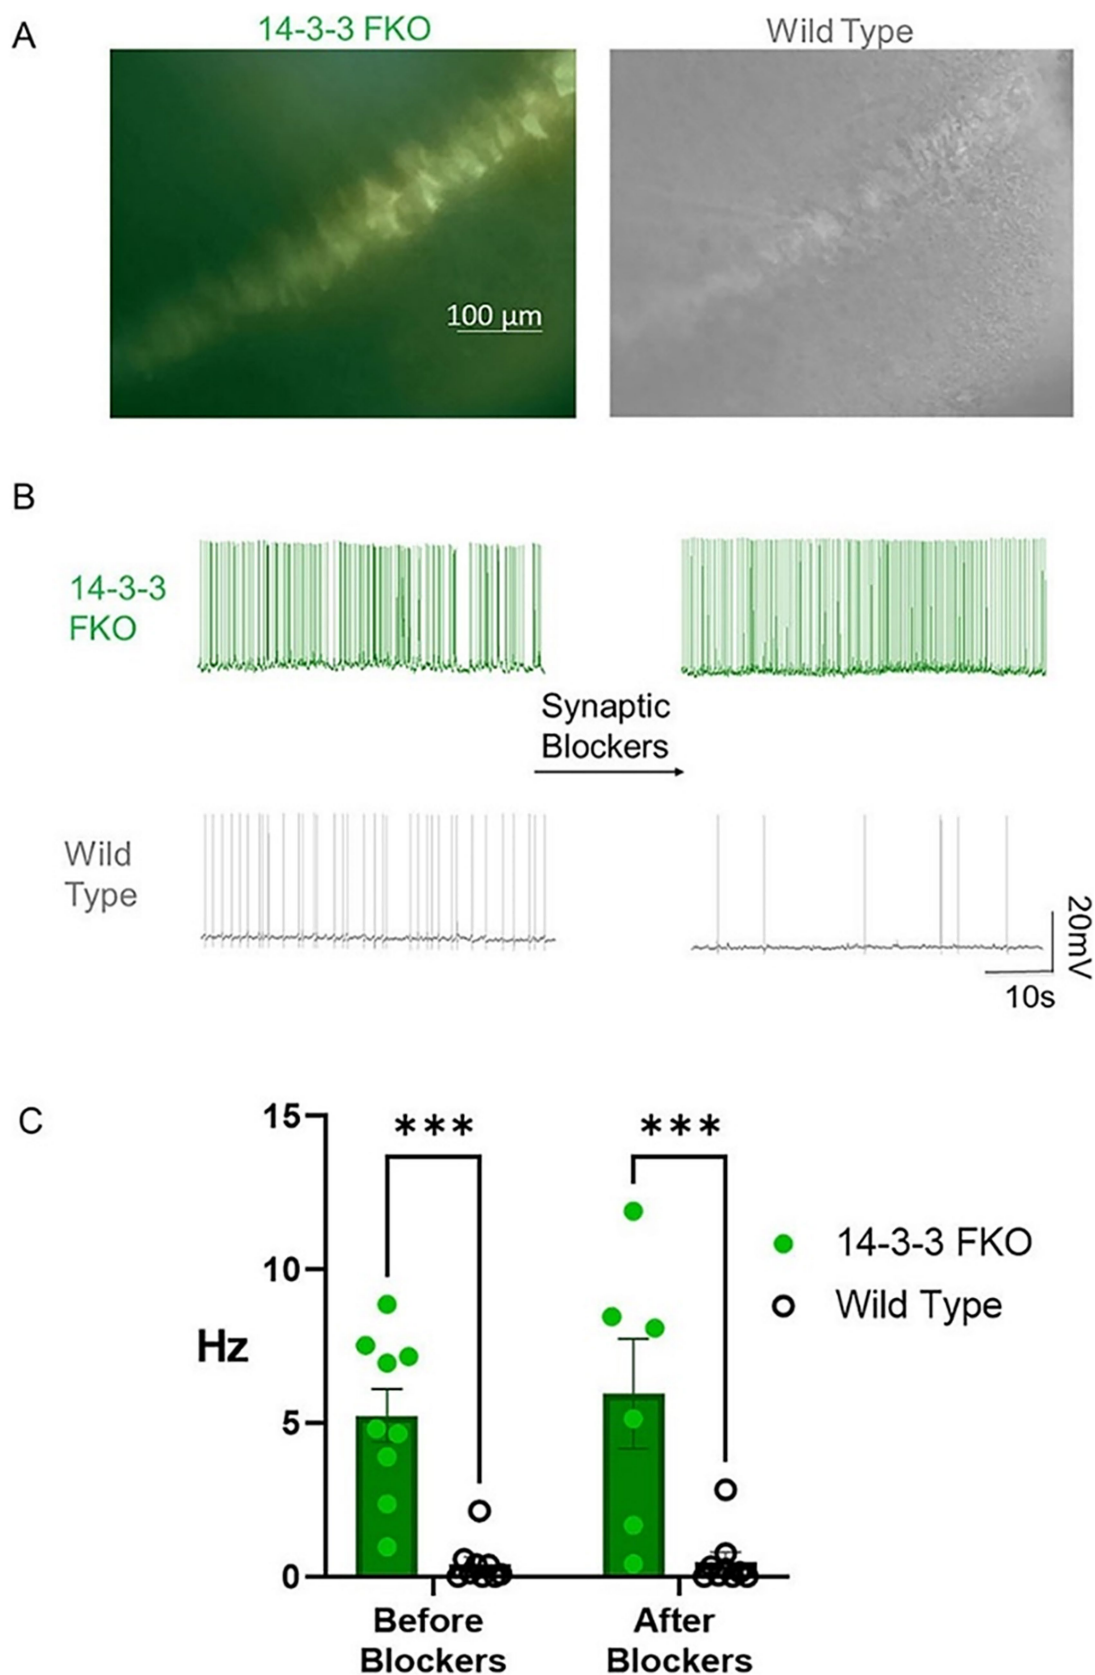 A
14-3-3 FKO
Wild Type
100 µm
B
14-3-3
FKO
Synaptic
Blockers
Wild
Type
20mV
10s
C
15
***
***
14-3-3 FKO
10
Wild Type
Hz
5
0
Before
Blockers
After
Blockers